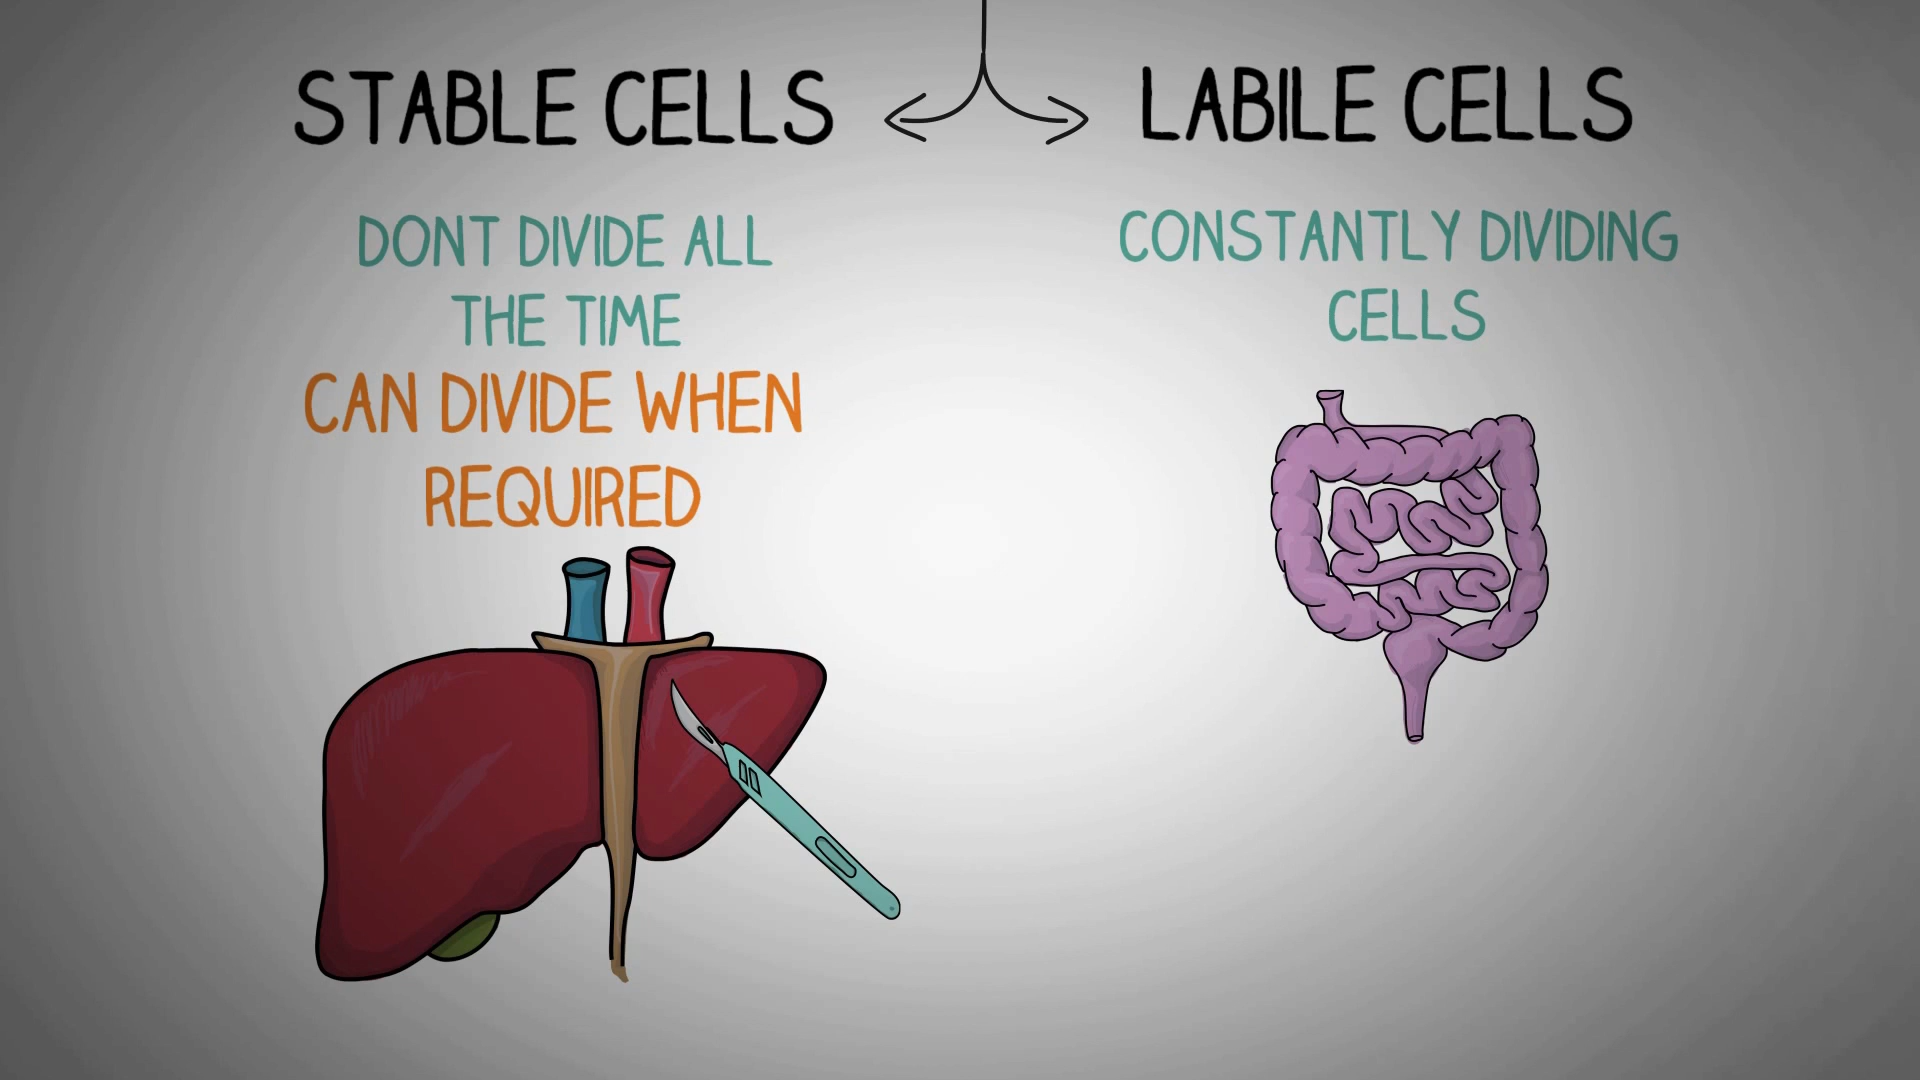 STABLE CELLS
DONT DIVIDE ALL
THE TIME
CAN DIVIDE WHEN
REQUIRED
LABILE CELLS
CONSTANTLY DIVIDING
CELLS